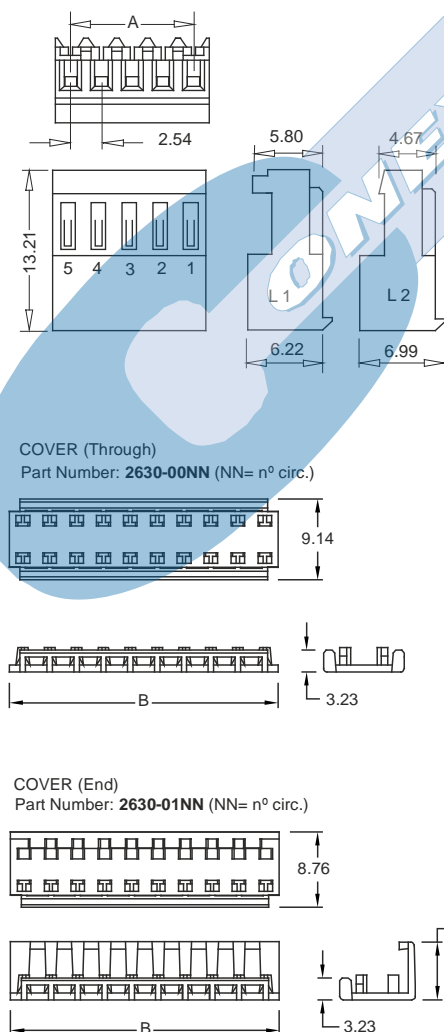 A
2.54
5.80
4.67
13.21
5 4 3 2 1
L 1
L 2
6.22
6.99
COVER (Through)
Part Number: 2630-00NN (NN= nº circ.)
9.14
B
3.23
COVER (End)
Part Number: 2630-01NN (NN= nº circ.)
8.76
B
3.23